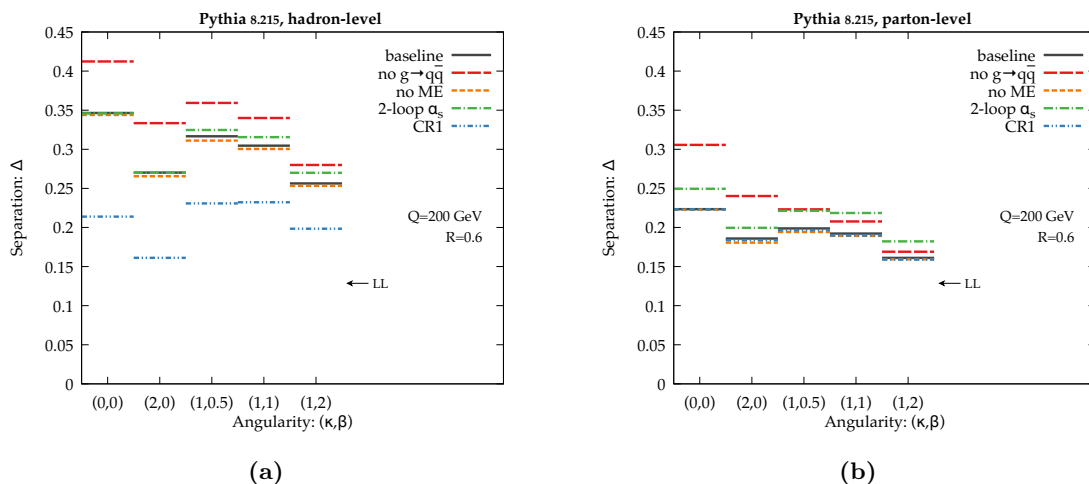 Pythia 8.215, hadron-level
Separation: Δ
0.45
0.4
0.35
0.3
0.25
0.2
0.15
0.1
0.05
0
baseline
no g→qq̅
no ME
2-loop αs
CR1
Q=200 GeV
R=0.6
← LL
(0,0) (2,0) (1,0.5) (1,1) (1,2)
Angularity: (κ,β)
(a)
Pythia 8.215, parton-level
Separation: Δ
0.45
0.4
0.35
0.3
0.25
0.2
0.15
0.1
0.05
0
baseline
no g→qq̅
no ME
2-loop αs
CR1
Q=200 GeV
R=0.6
← LL
(0,0) (2,0) (1,0.5) (1,1) (1,2)
Angularity: (κ,β)
(b)